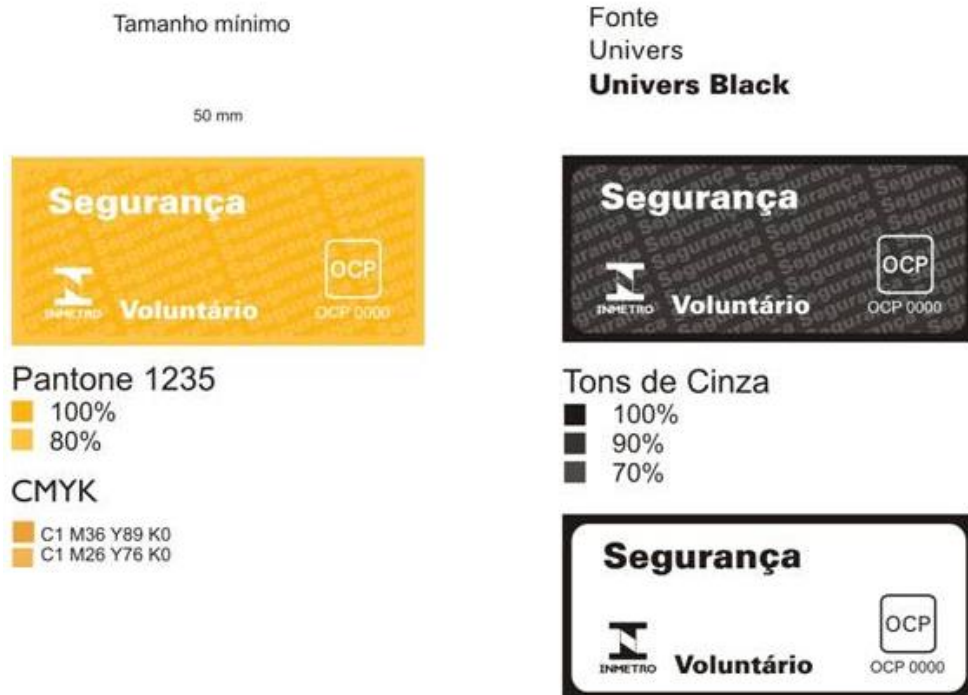 Tamanho mínimo
50 mm
Segurança
INMETRO
Voluntário
OCP
OCP 0000
Pantone 1235
100%
80%
CMYK
C1 M36 Y89 K0
C1 M26 Y76 K0
Fonte
Univers
Univers Black
Segurança
INMETRO
Voluntário
OCP
OCP 0000
Tons de Cinza
100%
90%
70%
Segurança
INMETRO
Voluntário
OCP
OCP 0000